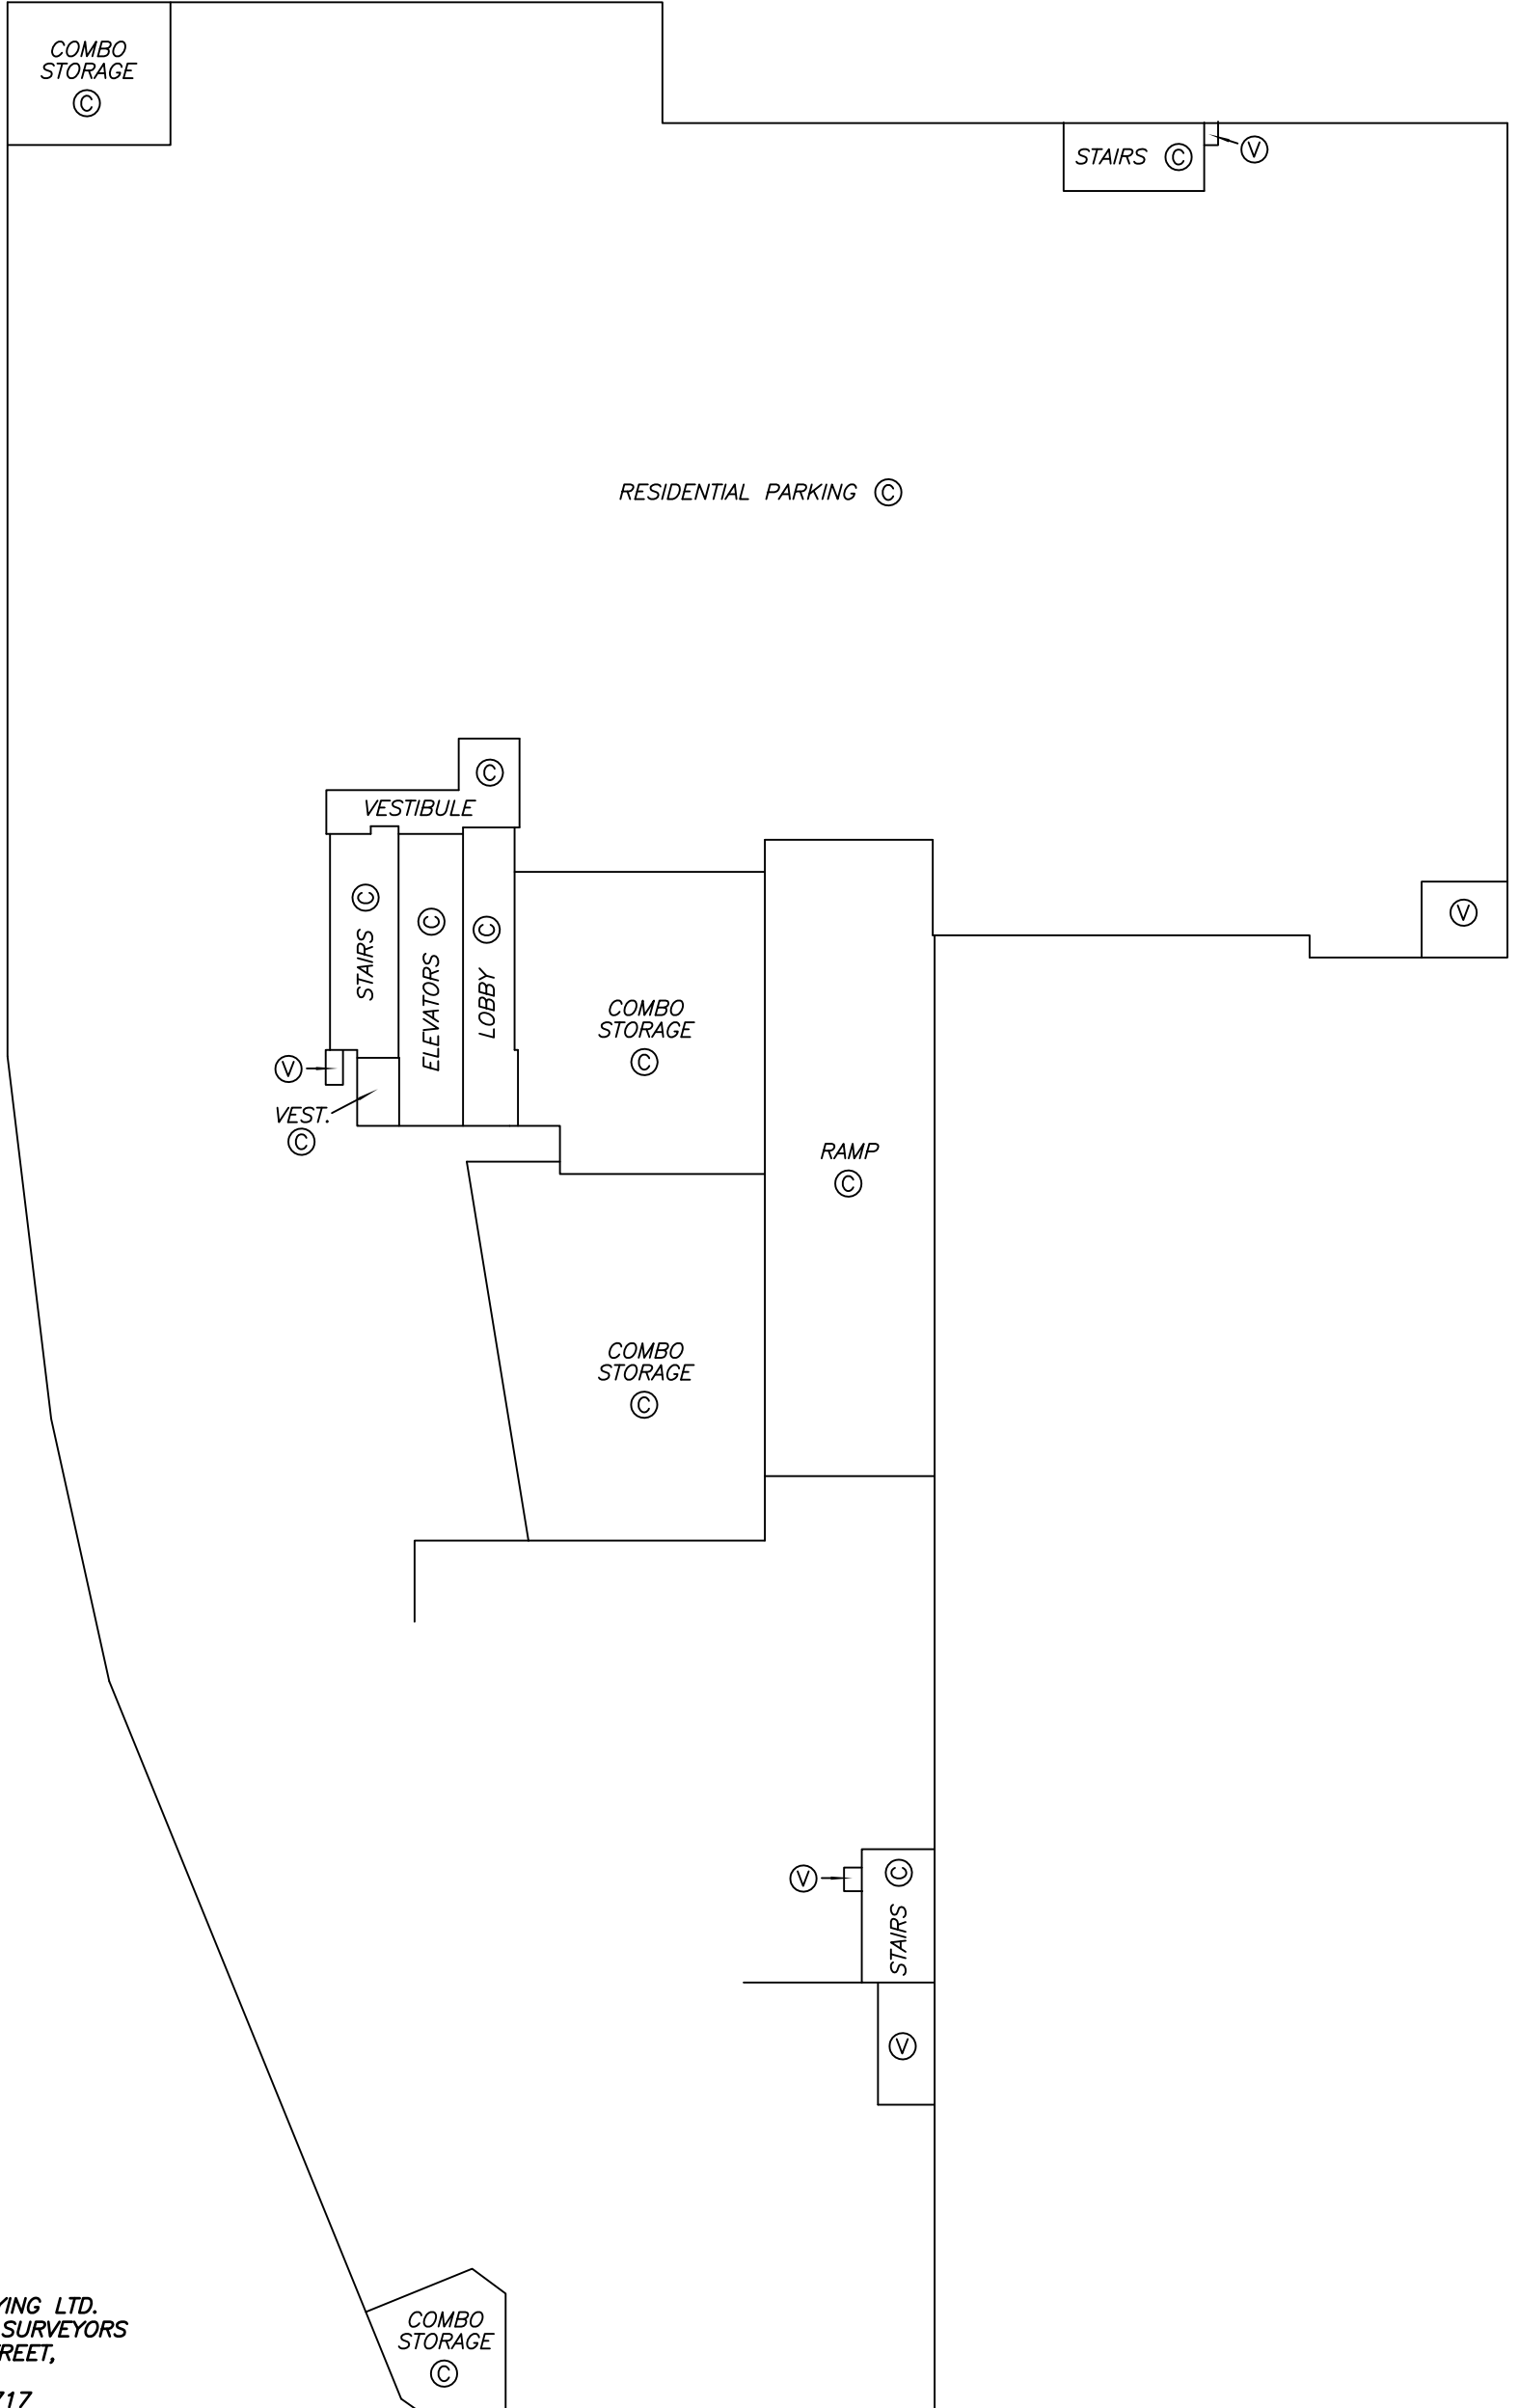 COMBO
STORAGE
Ⓒ
STAIRS Ⓒ
Ⓥ
RESIDENTIAL PARKING Ⓒ
Ⓒ
VESTIBULE
STAIRS Ⓒ
ELEVATORS Ⓒ
LOBBY Ⓒ
Ⓥ
COMBO
STORAGE
Ⓒ
Ⓥ
VEST.
Ⓒ
RAMP
Ⓒ
COMBO
STORAGE
Ⓒ
Ⓥ
STAIRS Ⓒ
Ⓥ
COMBO
STORAGE
Ⓒ
LTD.
SURVEYORS